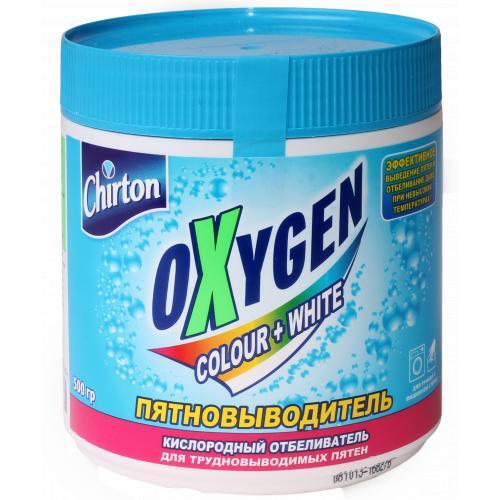 Chirton
ЭФФЕКТИВНОЕ
ВЫВЕДЕНИЕ ПЯТЕН И
ОТБЕЛИВАНИЕ ДАЖЕ
ПРИ НЕВЫСОКИХ
ТЕМПЕРАТУРАХ
OXYGEN
COLOUR + WHITE
500 гр
ПЯТНОВЫВОДИТЕЛЬ
КИСЛОРОДНЫЙ ОТБЕЛИВАТЕЛЬ
ДЛЯ ТРУДНОВЫВОДИМЫХ ПЯТЕН